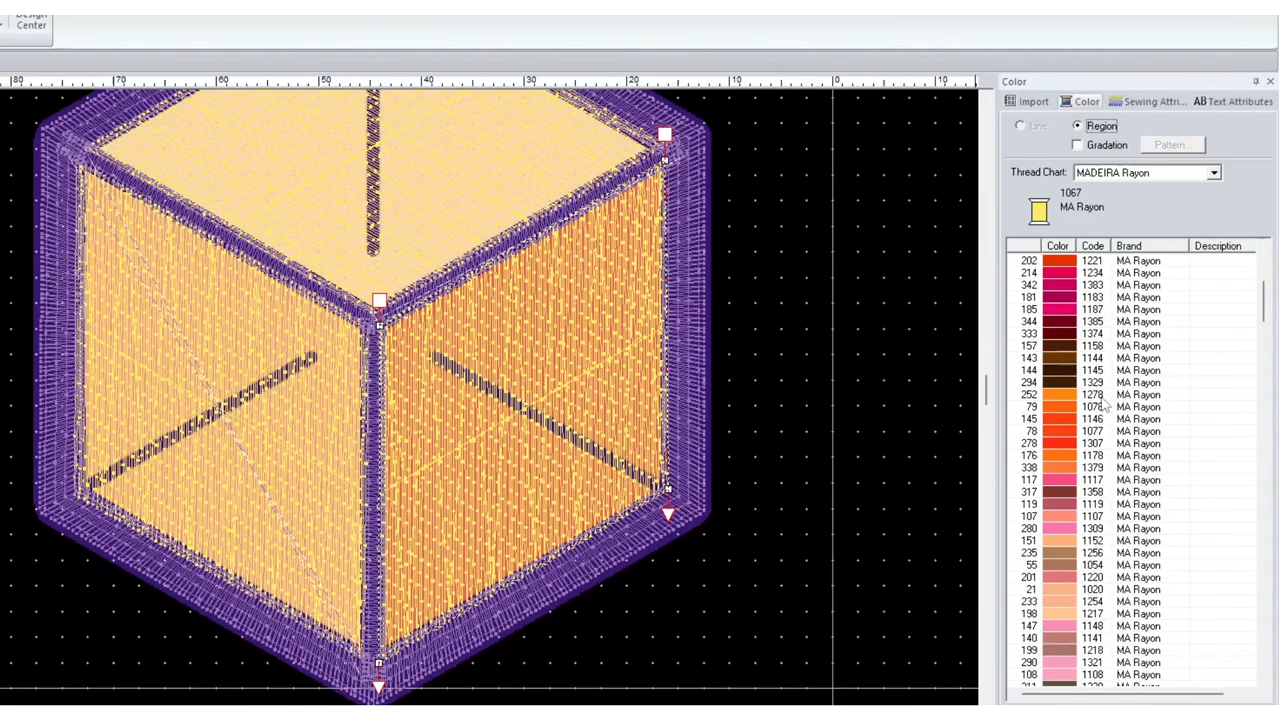 Design
Center
80 70 60 50 40 30 20 10 0 10
Color
Import Color Sewing Attri... AB Text Attributes
Line Region
Gradation Pattern...
Thread Chart: MADEIRA Rayon
1067
MA Rayon
Color Code Brand Description
202 1221 MA Rayon
214 1234 MA Rayon
342 1383 MA Rayon
181 1183 MA Rayon
185 1187 MA Rayon
344 1385 MA Rayon
333 1374 MA Rayon
157 1158 MA Rayon
143 1144 MA Rayon
144 1145 MA Rayon
294 1329 MA Rayon
252 1278 MA Rayon
79 1078 MA Rayon
145 1146 MA Rayon
78 1077 MA Rayon
278 1307 MA Rayon
176 1178 MA Rayon
338 1379 MA Rayon
117 1117 MA Rayon
317 1358 MA Rayon
119 1119 MA Rayon
107 1107 MA Rayon
280 1309 MA Rayon
151 1152 MA Rayon
235 1256 MA Rayon
55 1054 MA Rayon
201 1220 MA Rayon
21 1020 MA Rayon
233 1254 MA Rayon
198 1217 MA Rayon
147 1148 MA Rayon
140 1141 MA Rayon
199 1218 MA Rayon
290 1321 MA Rayon
108 1108 MA Rayon
MA Rayon